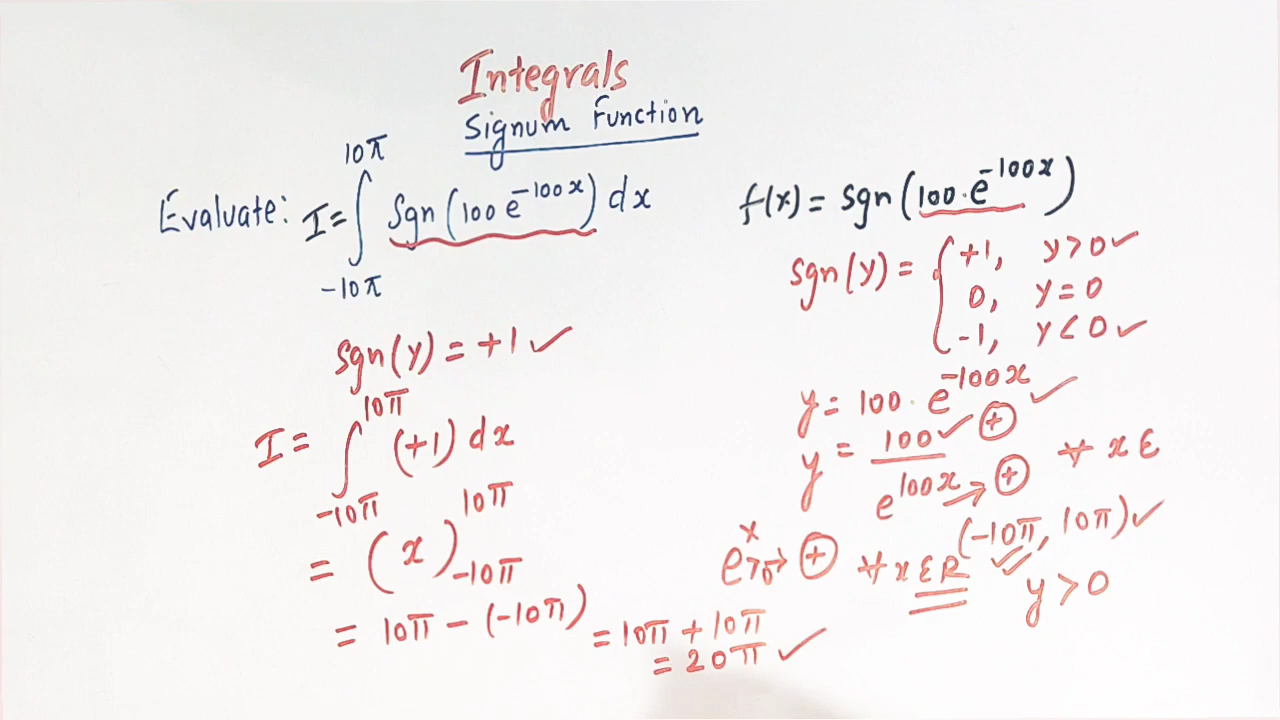 Integrals
Signum Function
Evaluate: I = ∫_{-10π}^{10π} Sgn(100 e^{-100x}) dx
Sgn(y) = +1 ✓
I = ∫_{-10π}^{10π} (+1) dx
= (x)_{-10π}^{10π}
= 10π - (-10π)
= 10π + 10π
= 20π ✓
f(x) = sgn(100·e^{-100x})
sgn(y) = { +1, y>0 ✓
0, y=0
-1, y<0 ✓
y = 100·e^{-100x} ✓
y = 100/e^{100x} ✓ ⊕ → ⊕ ∀ x ∈
(-10π, 10π) ✓
e^x >0 → ⊕ ∀ x ∈ R
y > 0